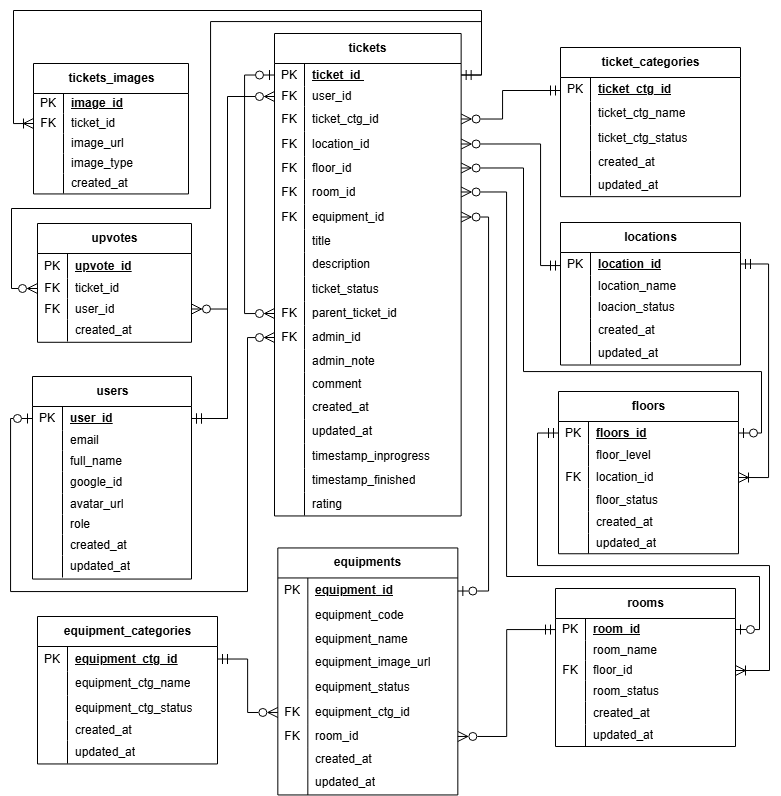 tickets_images
PK image_id
FK ticket_id
image_url
image_type
created_at
upvotes
PK upvote_id
FK ticket_id
FK user_id
created_at
users
PK user_id
email
full_name
google_id
avatar_url
role
created_at
updated_at
equipment_categories
PK equipment_ctg_id
equipment_ctg_name
equipment_ctg_status
created_at
updated_at
tickets
PK ticket_id
FK user_id
FK ticket_ctg_id
FK location_id
FK floor_id
FK room_id
FK equipment_id
title
description
ticket_status
FK parent_ticket_id
FK admin_id
admin_note
comment
created_at
updated_at
timestamp_inprogress
timestamp_finished
rating
equipments
PK equipment_id
equipment_code
equipment_name
equipment_image_url
equipment_status
FK equipment_ctg_id
FK room_id
created_at
updated_at
ticket_categories
PK ticket_ctg_id
ticket_ctg_name
ticket_ctg_status
created_at
updated_at
locations
PK location_id
location_name
loacion_status
created_at
updated_at
floors
PK floors_id
floor_level
FK location_id
floor_status
created_at
updated_at
rooms
PK room_id
room_name
FK floor_id
room_status
created_at
updated_at